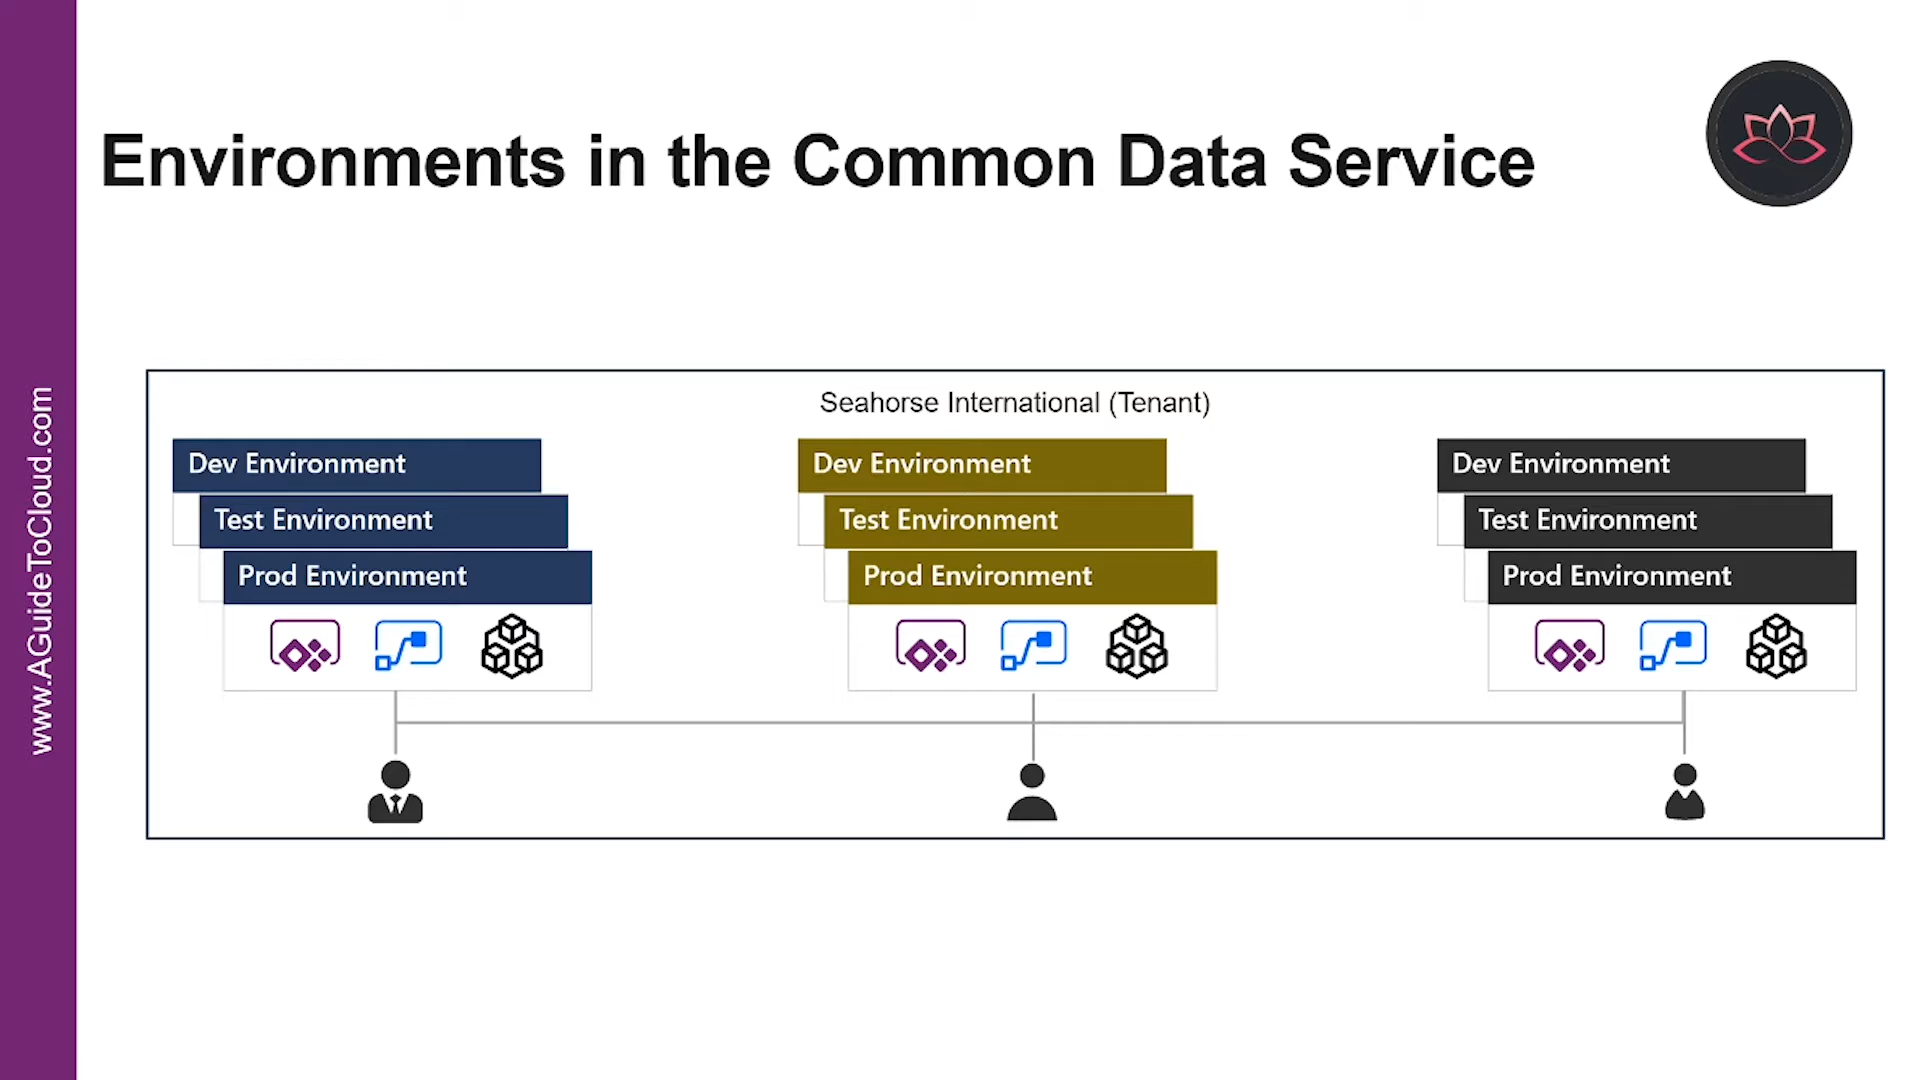 Environments in the Common Data Service
www.AGuideToCloud.com
Seahorse International (Tenant)
Dev Environment
Test Environment
Prod Environment
Dev Environment
Test Environment
Prod Environment
Dev Environment
Test Environment
Prod Environment